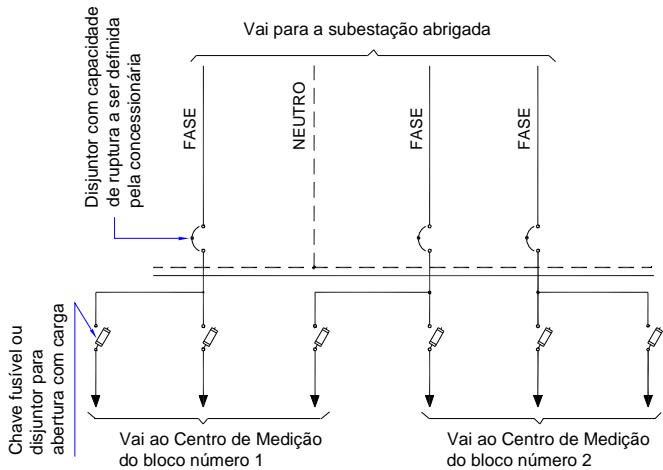 Vai para a subestação abrigada
Disjuntor com capacidade
de ruptura a ser definida
pela concessionária
FASE
NEUTRO
FASE
FASE
Chave fusível ou
disjuntor para
abertura com carga
Vai ao Centro de Medição
do bloco número 1
Vai ao Centro de Medição
do bloco número 2